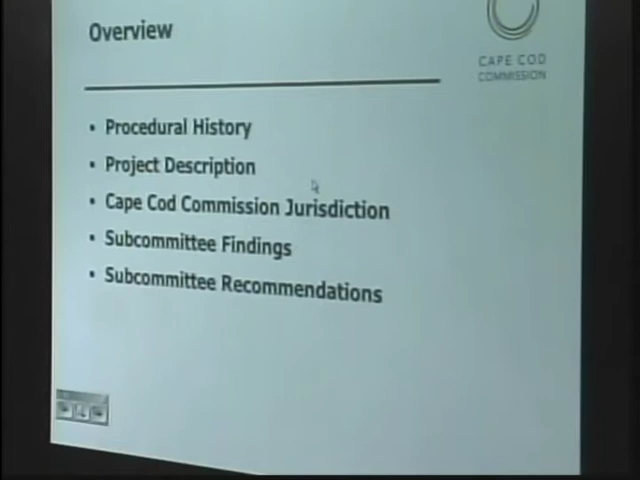 Overview
CAPE COD
COMMISSION
• Procedural History
• Project Description
• Cape Cod Commission Jurisdiction
• Subcommittee Findings
• Subcommittee Recommendations